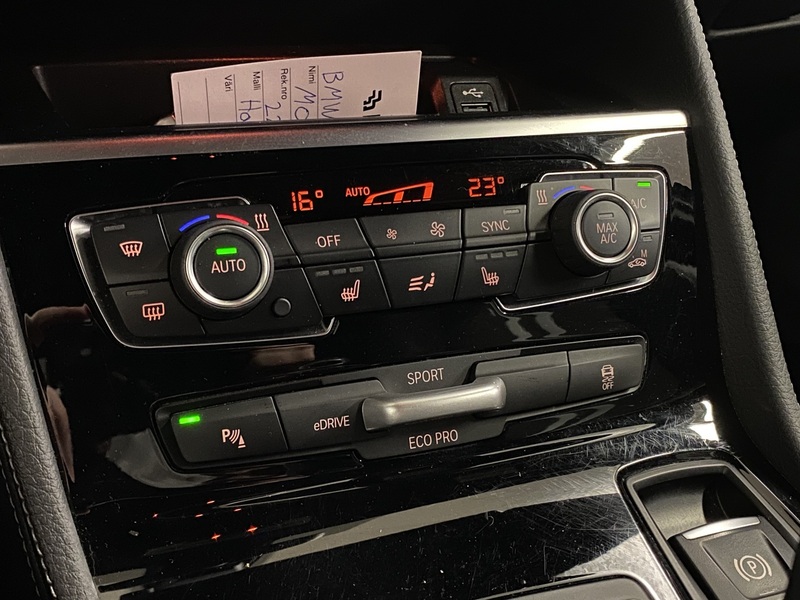 Nimi BMW
Rek.nro
Malli
Väri
16° AUTO 23°
AUTO
OFF
SYNC
MAX
A/C
A/C
M
SPORT
eDRIVE
ECO PRO
P
OFF
P